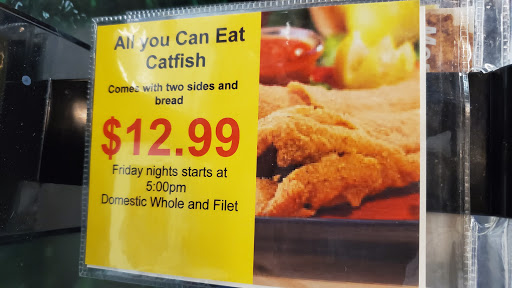 All you Can Eat
Catfish
Comes with two sides and
bread
$12.99
Friday nights starts at
5:00pm
Domestic Whole and Filet